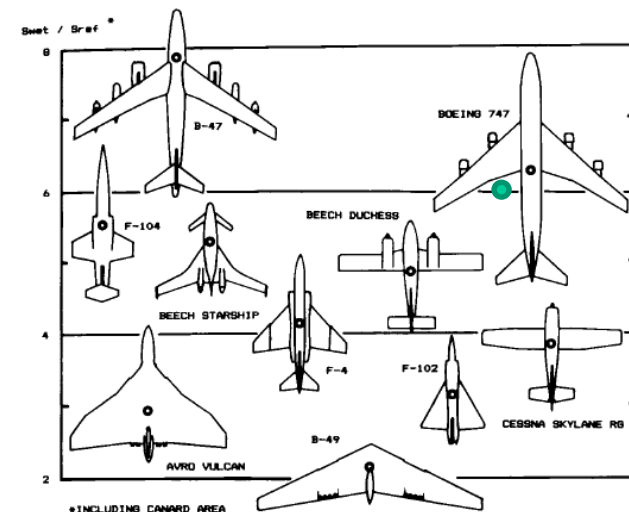 Swet / Sref *
8
B-47
BOEING 747
6
F-104
BEECH DUCHESS
BEECH STARSHIP
4
F-4
F-102
CESSNA SKYLANE RG
B-49
AVRO VULCAN
2
*INCLUDING CANARD AREA